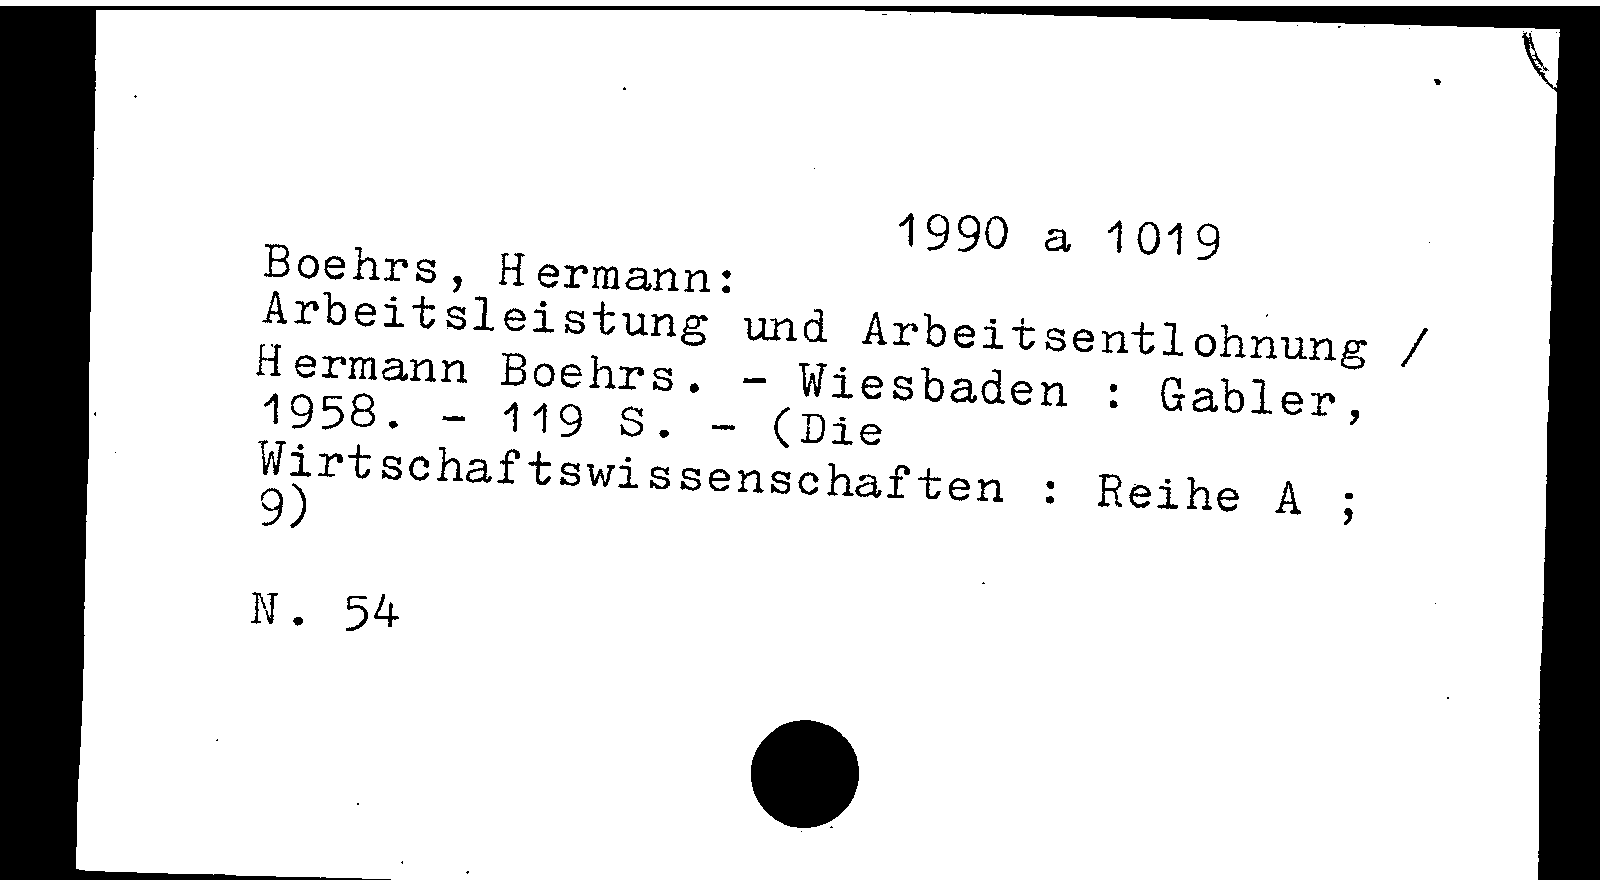 1990 a 1019
Boehrs, Hermann:
Arbeitsleistung und Arbeitsentlohnung /
Hermann Boehrs. - Wiesbaden : Gabler,
1958. - 119 S. - (Die
Wirtschaftswissenschaften : Reihe A ;
9)
N. 54